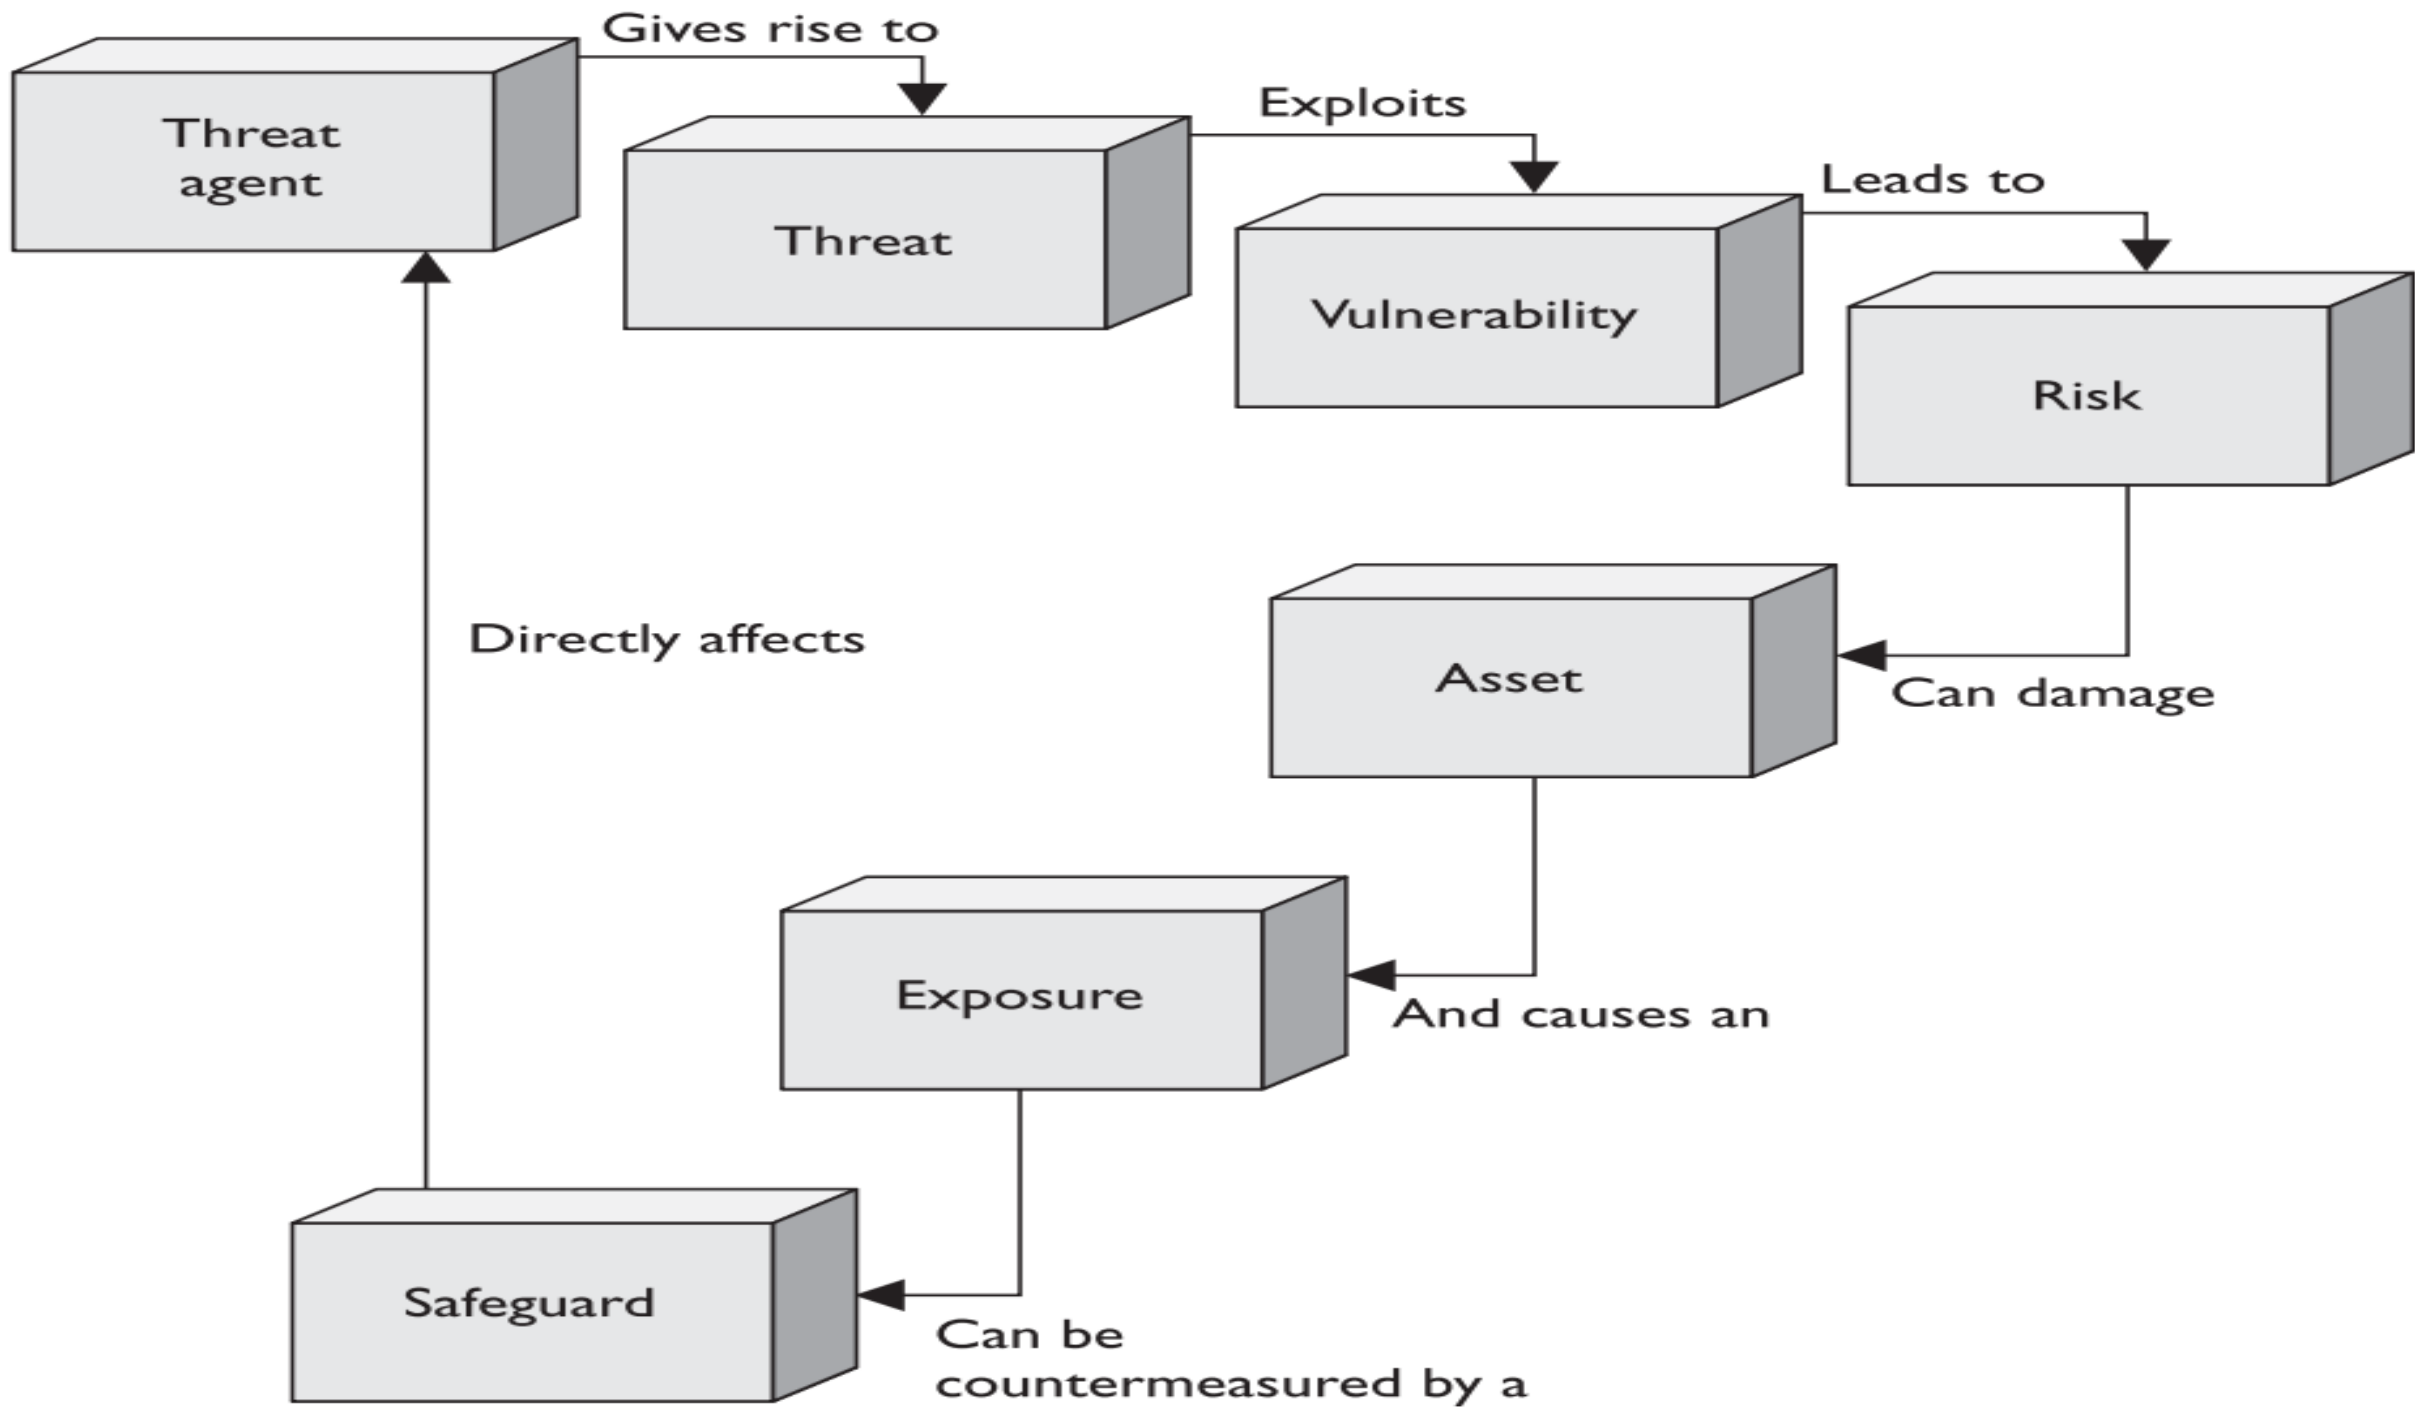 Gives rise to
Threat
agent
Exploits
Threat
Leads to
Vulnerability
Risk
Directly affects
Asset
Can damage
Exposure
And causes an
Safeguard
Can be
countermeasured by a